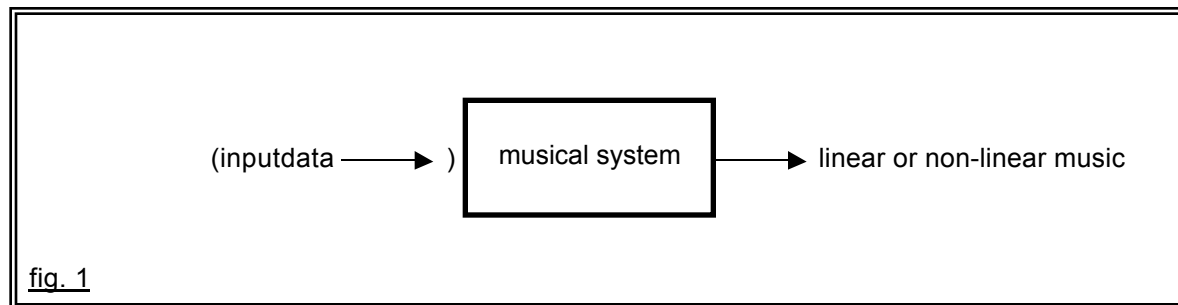 (inputdata ) musical system linear or non-linear music
fig. 1